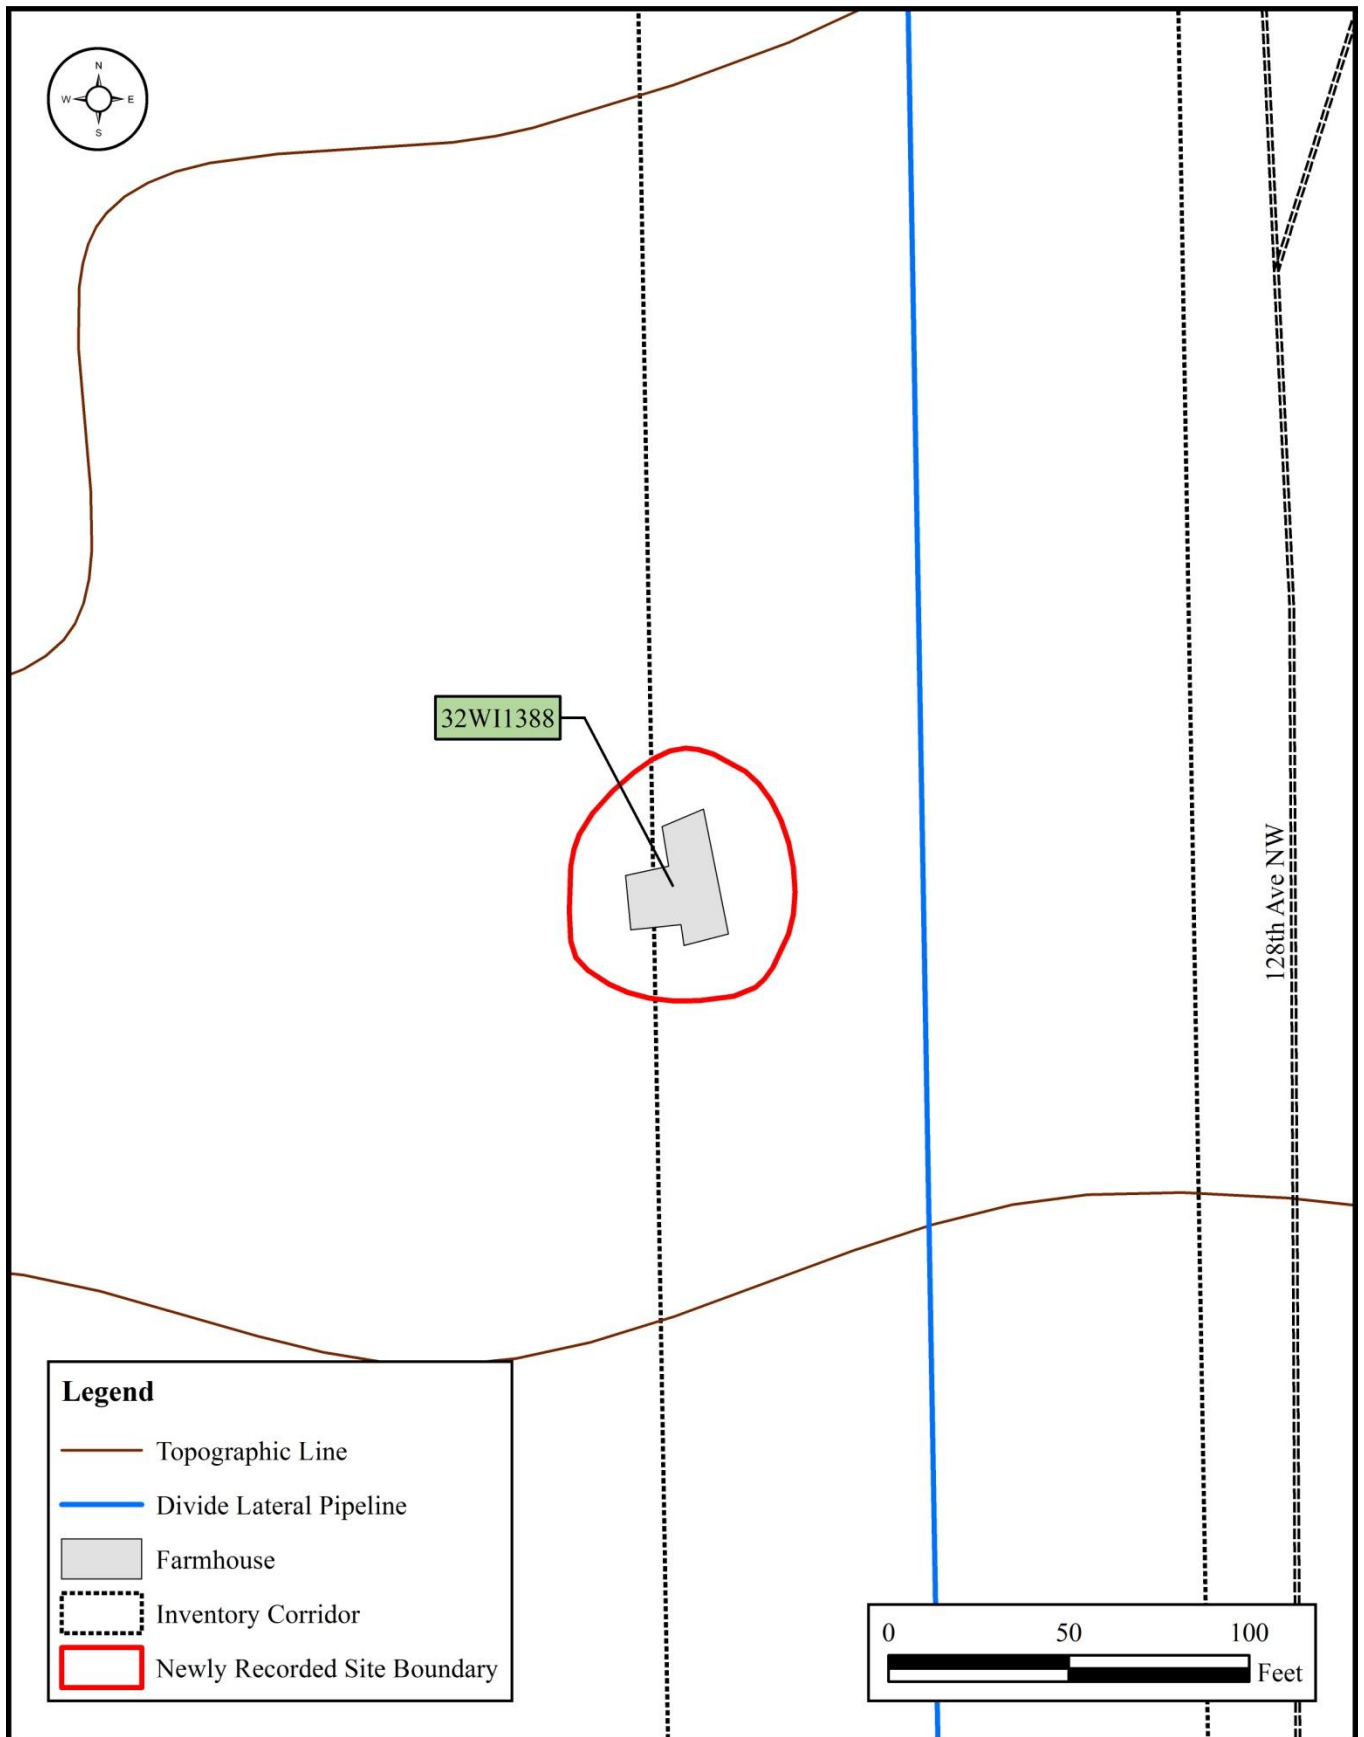 N
W E
S
32WI1388
128th Ave NW
Legend
Topographic Line
Divide Lateral Pipeline
Farmhouse
Inventory Corridor
Newly Recorded Site Boundary
0 50 100
Feet